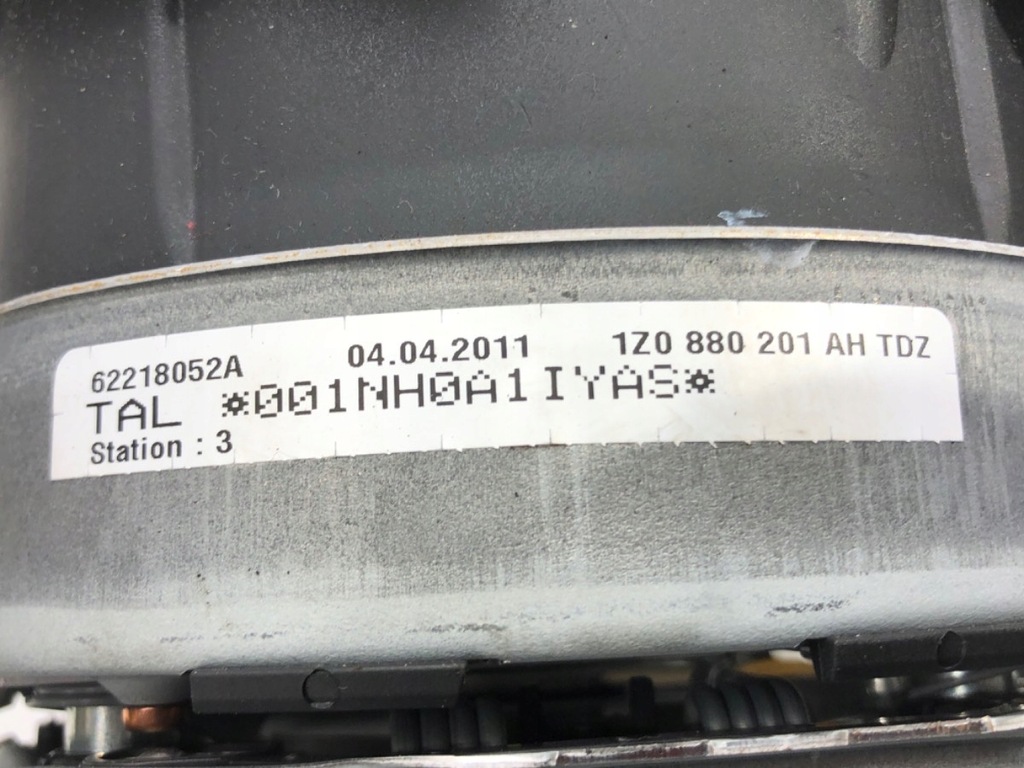 62218052A 04.04.2011 1Z0 880 201 AH TDZ
TAL *001NH0A1IYAS*
Station : 3